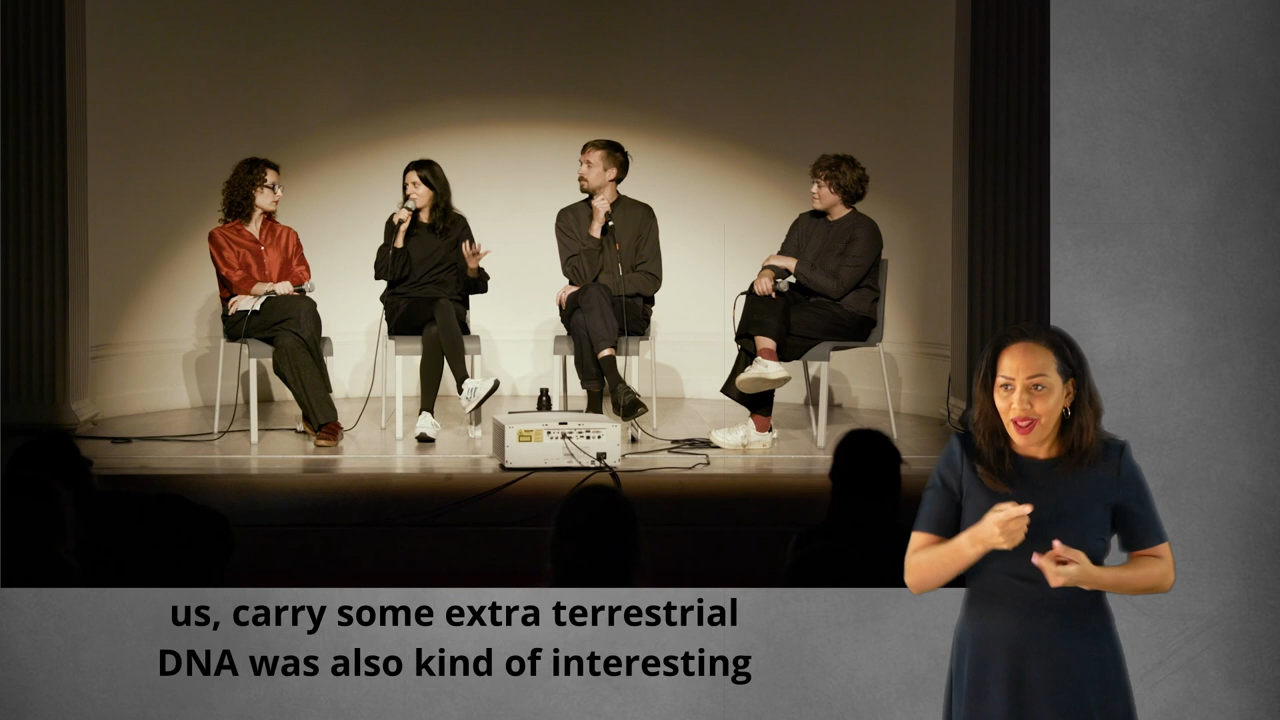 us, carry some extra terrestrial
DNA was also kind of interesting